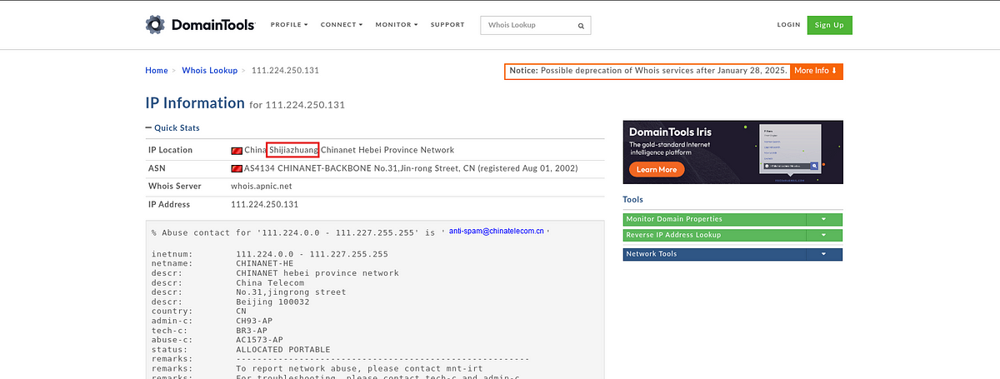 DomainTools PROFILE CONNECT MONITOR SUPPORT Whois Lookup LOGIN Sign Up
Home > Whois Lookup > 111.224.250.131
Notice: Possible deprecation of Whois services after January 28, 2025. More Info
IP Information for 111.224.250.131
Quick Stats
IP Location China Shijiazhuang Chinanet Hebei Province Network
ASN AS4134 CHINANET-BACKBONE No.31,Jin-rong Street, CN (registered Aug 01, 2002)
Whois Server whois.apnic.net
IP Address 111.224.250.131
% Abuse contact for '111.224.0.0 - 111.227.255.255' is ' anti-spam@chinatelecom.cn '
inetnum: 111.224.0.0 - 111.227.255.255
netname: CHINANET-HE
descr: CHINANET hebei province network
descr: China Telecom
descr: No.31,jingrong street
descr: Beijing 100032
country: CN
admin-c: CH93-AP
tech-c: BR3-AP
abuse-c: AC1573-AP
status: ALLOCATED PORTABLE
remarks: --------------------------------------------------------
remarks: To report network abuse, please contact mnt-irt
remarks: For troubleshooting, please contact tech-c and admin-c
DomainTools Iris
The gold-standard Internet
intelligence platform
Learn More
Tools
Monitor Domain Properties
Reverse IP Address Lookup
Network Tools